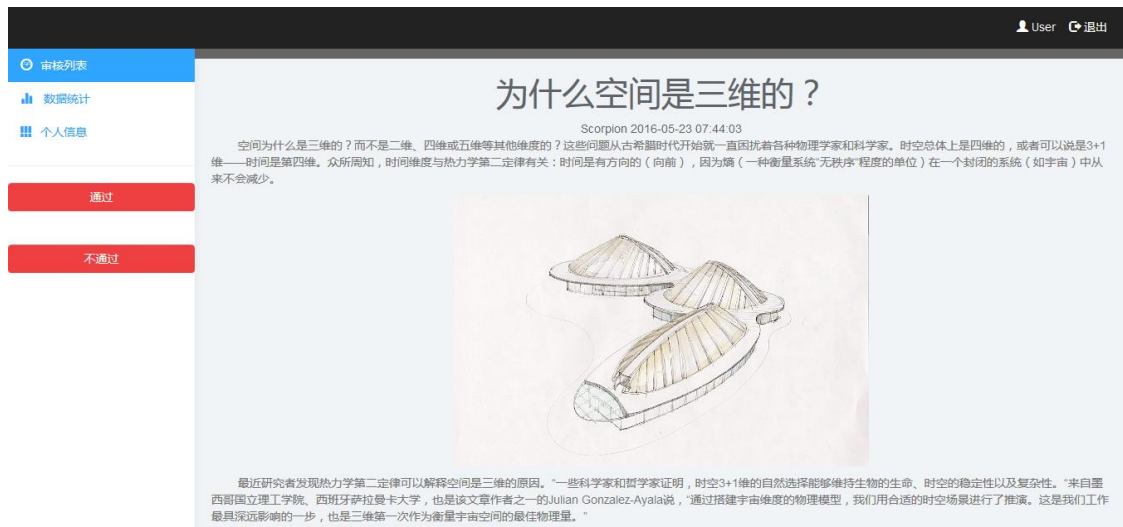 User 退出
审核列表
数据统计
个人信息
通过
不通过
为什么空间是三维的？
Scorpion 2016-05-23 07:44:03
空间为什么是三维的？而不是二维、四维或五维等其他维度的？这些问题从古希腊时代开始就一直困扰着各种物理学家和科学家。时空总体上是四维的，或者可以说是3+1
维——时间是第四维。众所周知，时间维度与热力学第二定律有关：时间是有方向的（向前），因为熵（一种衡量系统“无秩序”程度的单位）在一个封闭的系统（如宇宙）中从
来不会减少。
最近研究者发现热力学第二定律可以解释空间是三维的原因。“一些科学家和哲学家证明，时空3+1维的自然选择能够维持生物的生命、时空的稳定性以及复杂性。”来自墨
西哥国立理工学院、西班牙萨拉曼卡大学，也是该文章作者之一的Julian Gonzalez-Ayala说，“通过搭建宇宙维度的物理模型，我们用合适的时空场景进行了推演。这是我们工作
最具深远影响的一步，也是三维第一次作为衡量宇宙空间的最佳物理量。”